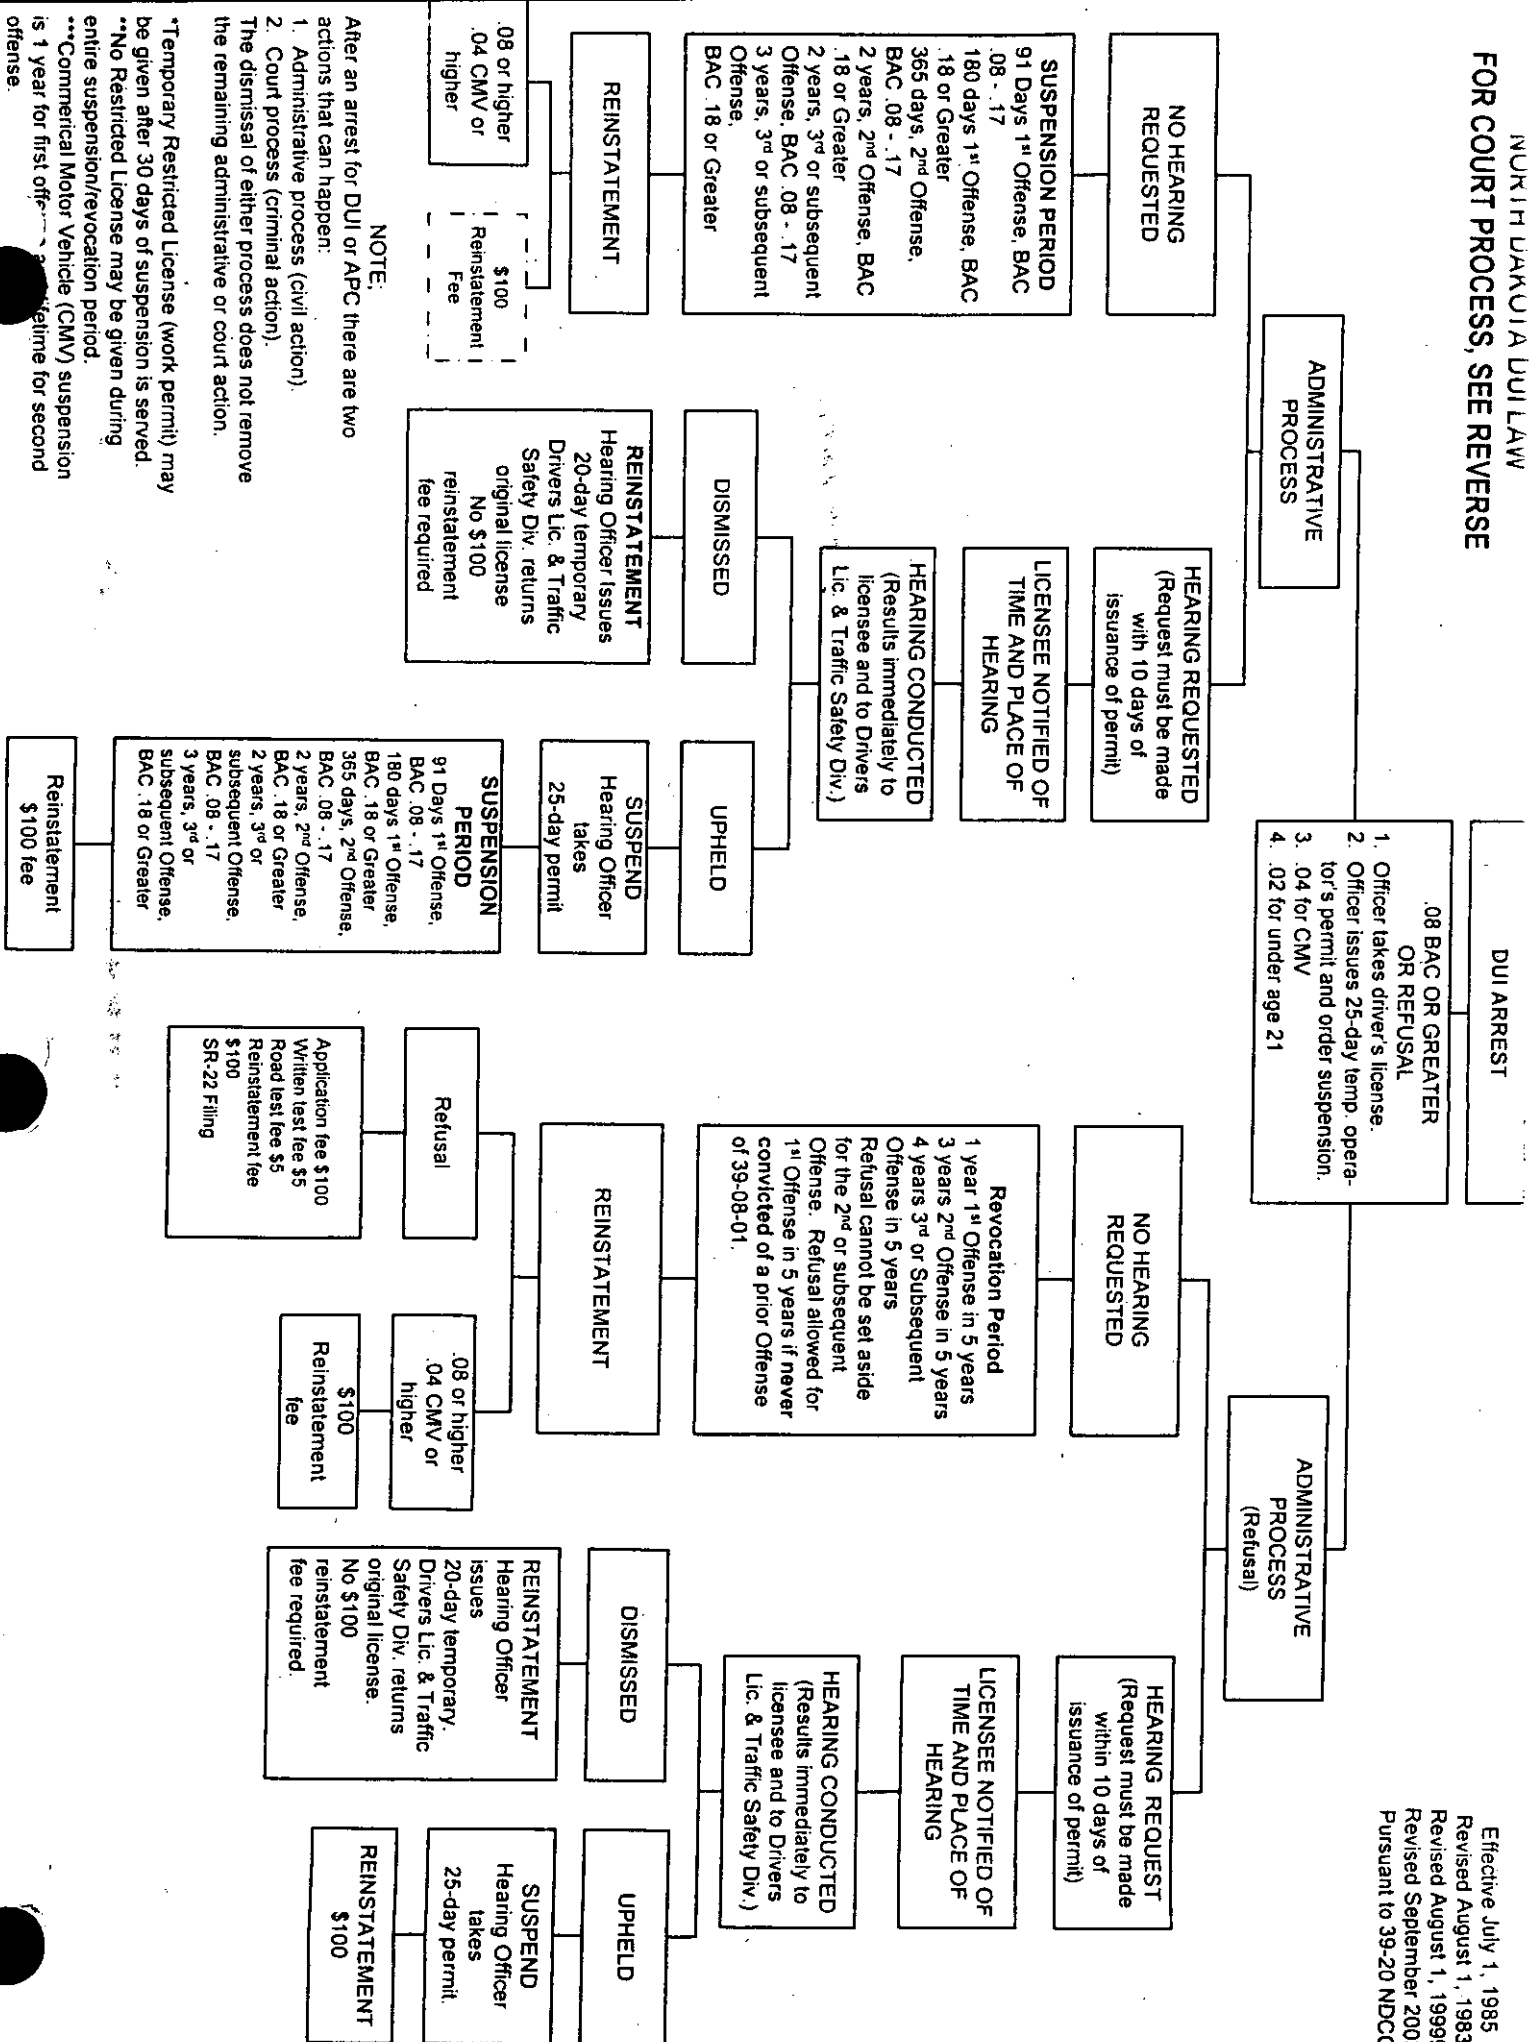 NORTH DAKOTA DUI LAW
FOR COURT PROCESS, SEE REVERSE
Effective July 1, 1985
Revised August 1, 1983
Revised August 1, 1999
Revised September 200
Pursuant to 39-20 NDCC
DUI ARREST
.08 BAC OR GREATER
OR REFUSAL
1. Officer takes driver's license.
2. Officer issues 25-day temp. opera-
tor's permit and order suspension.
3. .04 for CMV
4. .02 for under age 21
ADMINISTRATIVE
PROCESS
NO HEARING
REQUESTED
SUSPENSION PERIOD
91 Days 1st Offense, BAC
.08 - .17
180 days 1st Offense, BAC
.18 or Greater
365 days, 2nd Offense,
BAC .08 - .17
2 years, 2nd Offense, BAC
.18 or Greater
2 years, 3rd or subsequent
Offense, BAC .08 - .17
3 years, 3rd or subsequent
Offense,
BAC .18 or Greater
REINSTATEMENT
.08 or higher
.04 CMV or
higher
$100
Reinstatement
Fee
HEARING REQUESTED
(Request must be made
with 10 days of
issuance of permit)
LICENSEE NOTIFIED OF
TIME AND PLACE OF
HEARING
HEARING CONDUCTED
(Results immediately to
licensee and to Drivers
Lic. & Traffic Safety Div.)
DISMISSED
REINSTATEMENT
Hearing Officer Issues
20-day temporary
Drivers Lic. & Traffic
Safety Div. returns
original license
No $100
reinstatement
fee required
UPHELD
SUSPEND
Hearing Officer
takes
25-day permit
SUSPENSION
PERIOD
91 Days 1st Offense,
BAC .08 - .17
180 days 1st Offense,
BAC .18 or Greater
365 days, 2nd Offense,
BAC .08 - .17
2 years, 2nd Offense,
BAC .18 or Greater
2 years, 3rd or
subsequent Offense,
BAC .08 - .17
3 years, 3rd or
subsequent Offense,
BAC .18 or Greater
Reinstatement
$100 fee
ADMINISTRATIVE
PROCESS
(Refusal)
NO HEARING
REQUESTED
Revocation Period
1 year 1st Offense in 5 years
3 years 2nd Offense in 5 years
4 years 3rd or Subsequent
Offense in 5 years
Refusal cannot be set aside
for the 2nd or subsequent
Offense. Refusal allowed for
1st Offense in 5 years if never
convicted of a prior Offense
of 39-08-01.
REINSTATEMENT
Refusal
Application fee $100
Written test fee $5
Road test fee $5
Reinstatement fee
$100
SR-22 Filing
.08 or higher
.04 CMV or
higher
$100
Reinstatement
fee
HEARING REQUEST
(Request must be made
within 10 days of
issuance of permit)
LICENSEE NOTIFIED OF
TIME AND PLACE OF
HEARING
HEARING CONDUCTED
(Results immediately to
licensee and to Drivers
Lic. & Traffic Safety Div.)
DISMISSED
REINSTATEMENT
Hearing Officer
issues
20-day temporary.
Drivers Lic. & Traffic
Safety Div. returns
original license.
No $100
reinstatement
fee required.
UPHELD
SUSPEND
Hearing Officer
takes
25-day permit.
REINSTATEMENT
$100
NOTE:
After an arrest for DUI or APC there are two
actions that can happen:
1. Administrative process (civil action).
2. Court process (criminal action).
The dismissal of either process does not remove
the remaining administrative or court action.
*Temporary Restricted License (work permit) may
be given after 30 days of suspension is served.
**No Restricted License may be given during
entire suspension/revocation period.
***Commerical Motor Vehicle (CMV) suspension
is 1 year for first lifetime for second
offense.